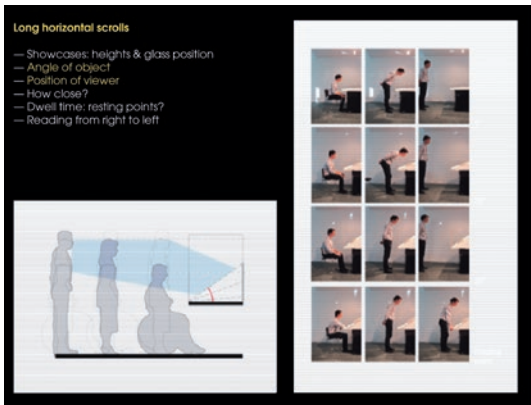 Long horizontal scrolls
— Showcases: heights & glass position
— Angle of object
— Position of viewer
— How close?
— Dwell time: resting points?
— Reading from right to left